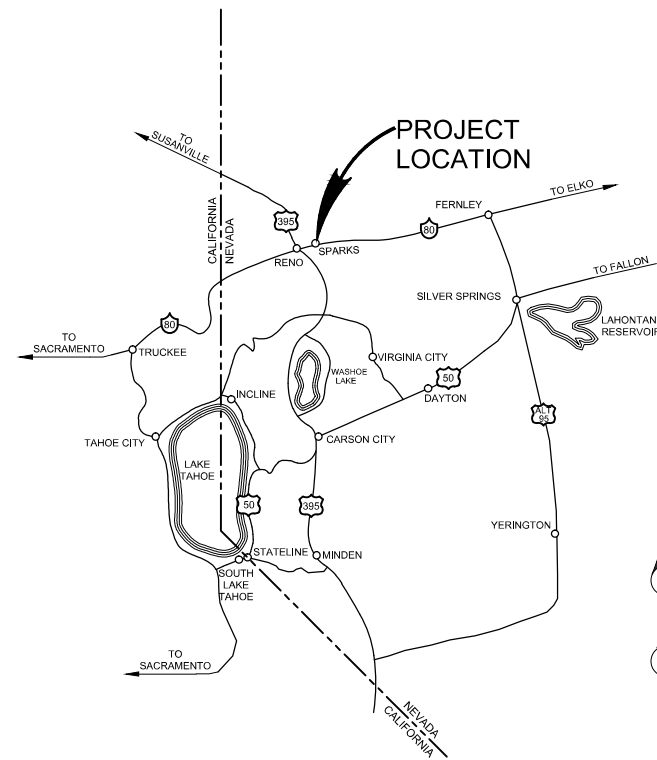 PROJECT
LOCATION
TO
SUSANVILLE
TO ELKO
FERNLEY
395
CALIFORNIA
NEVADA
80
SPARKS
RENO
TO FALLON
SILVER SPRINGS
LAHONTAN
RESERVOIR
80
TO
SACRAMENTO
TRUCKEE
VIRGINIA CITY
WASHOE
LAKE
50
DAYTON
INCLINE
ALT
95
TAHOE CITY
CARSON CITY
LAKE
TAHOE
50
395
YERINGTON
STATELINE
MINDEN
SOUTH
LAKE
TAHOE
TO
SACRAMENTO
NEVADA
CALIFORNIA